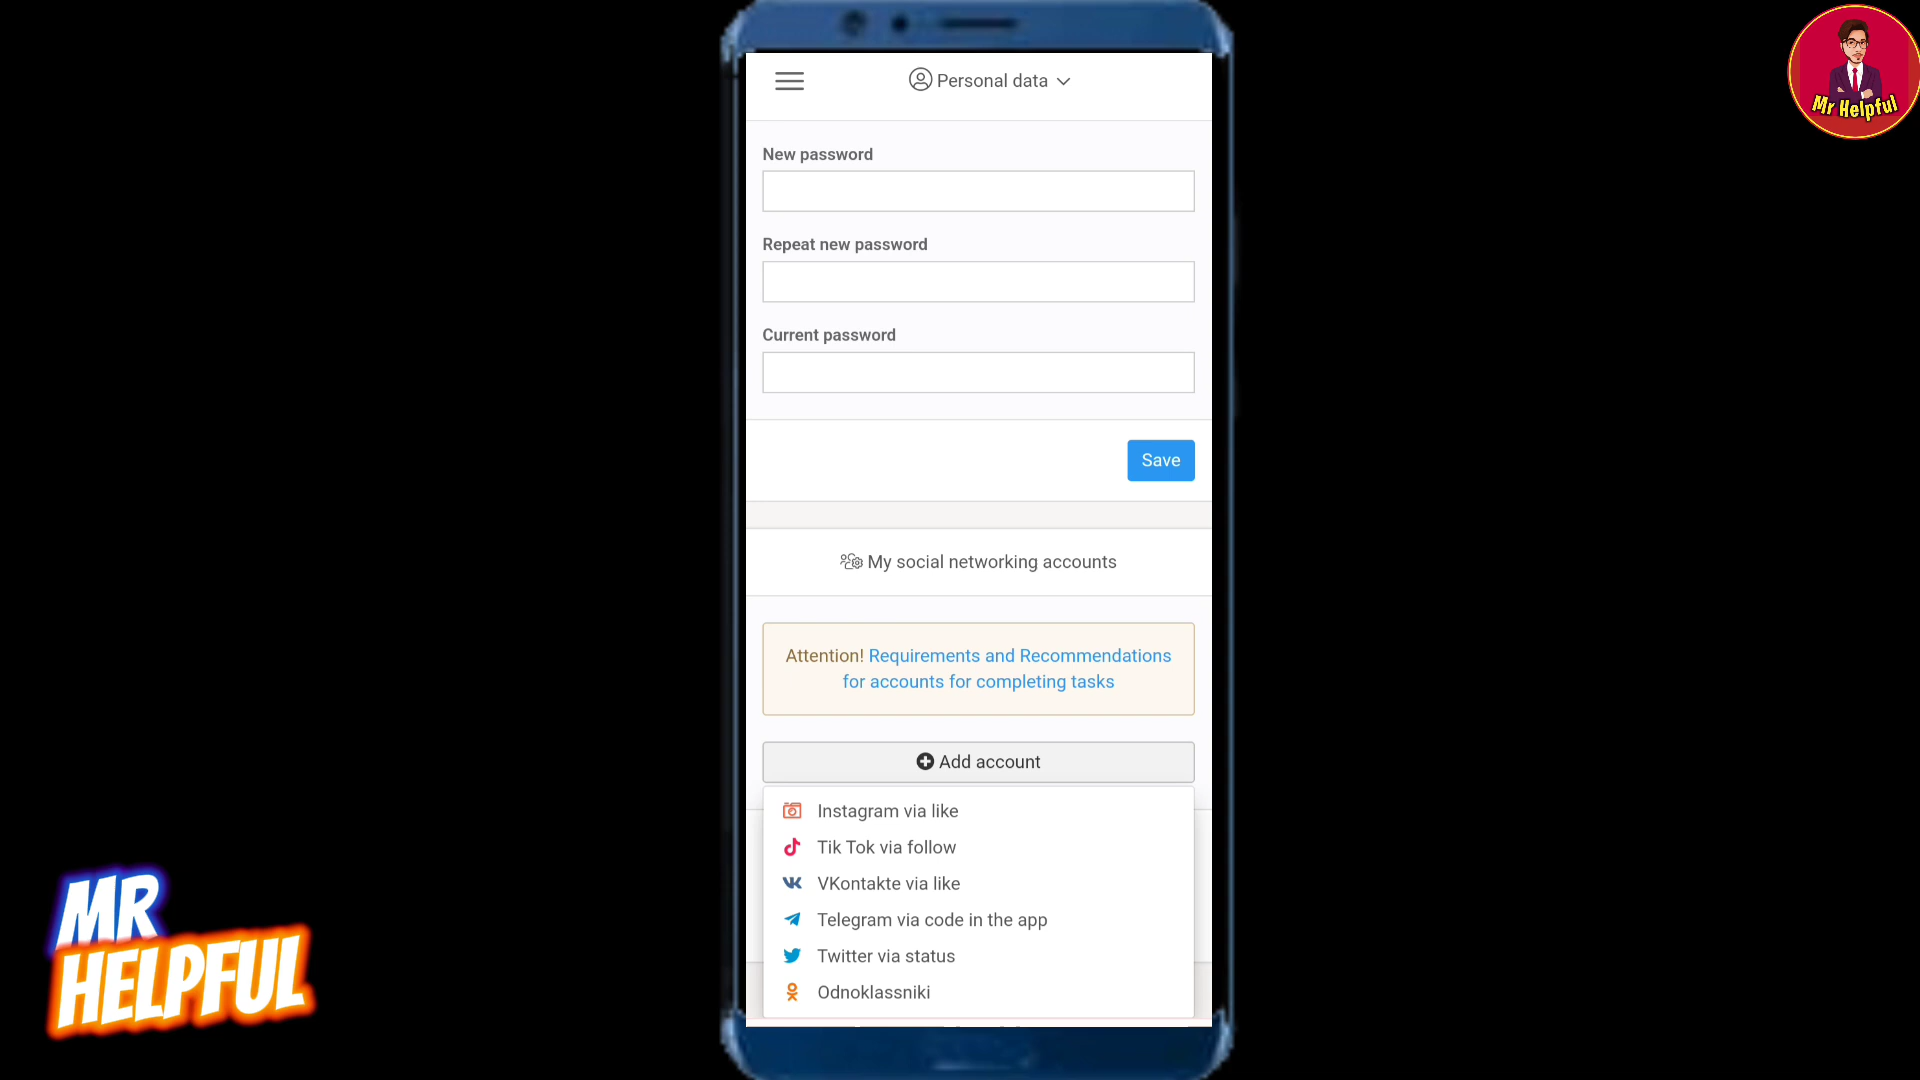 Personal data
Mr Helpful
New password
Repeat new password
Current password
Save
My social networking accounts
Attention! Requirements and Recommendations
for accounts for completing tasks
Add account
Instagram via like
Tik Tok via follow
VKontakte via like
Telegram via code in the app
Twitter via status
Odnoklassniki
MR
HELPFUL